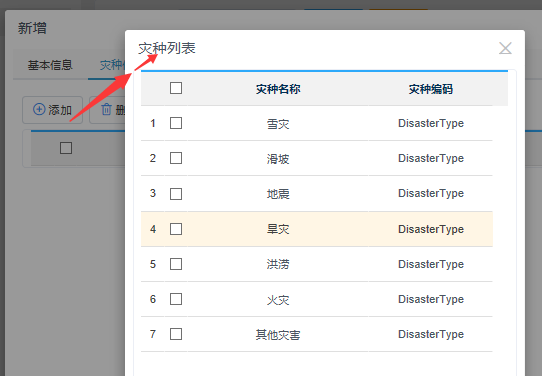 新增
灾种列表
基本信息 灾种
添加 删
灾种名称 灾种编码
1 雪灾 DisasterType
2 滑坡 DisasterType
3 地震 DisasterType
4 旱灾 DisasterType
5 洪涝 DisasterType
6 火灾 DisasterType
7 其他灾害 DisasterType